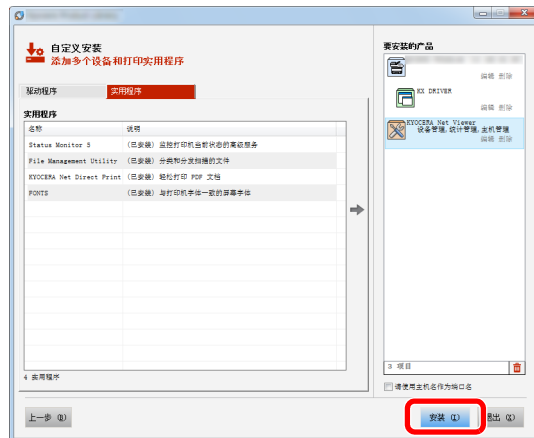 自定义安装
添加多个设备和打印实用程序
驱动程序 实用程序
实用程序
名称 说明
Status Monitor 5 (已安装) 监控打印机当前状态的高级服务
File Management Utility (已安装) 分类和分发扫描的文件
KYOCERA Net Direct Print (已安装) 轻松打印 PDF 文档
FONTS (已安装) 与打印机字体一致的屏幕字体
4 实用程序
要安装的产品
编辑 删除
KX DRIVER
编辑 删除
KYOCERA Net Viewer
设备管理, 统计管理, 主机管理
编辑 删除
3 项目
请使用主机名作为端口名
上一步 (B) 安装 (I) 退出 (X)